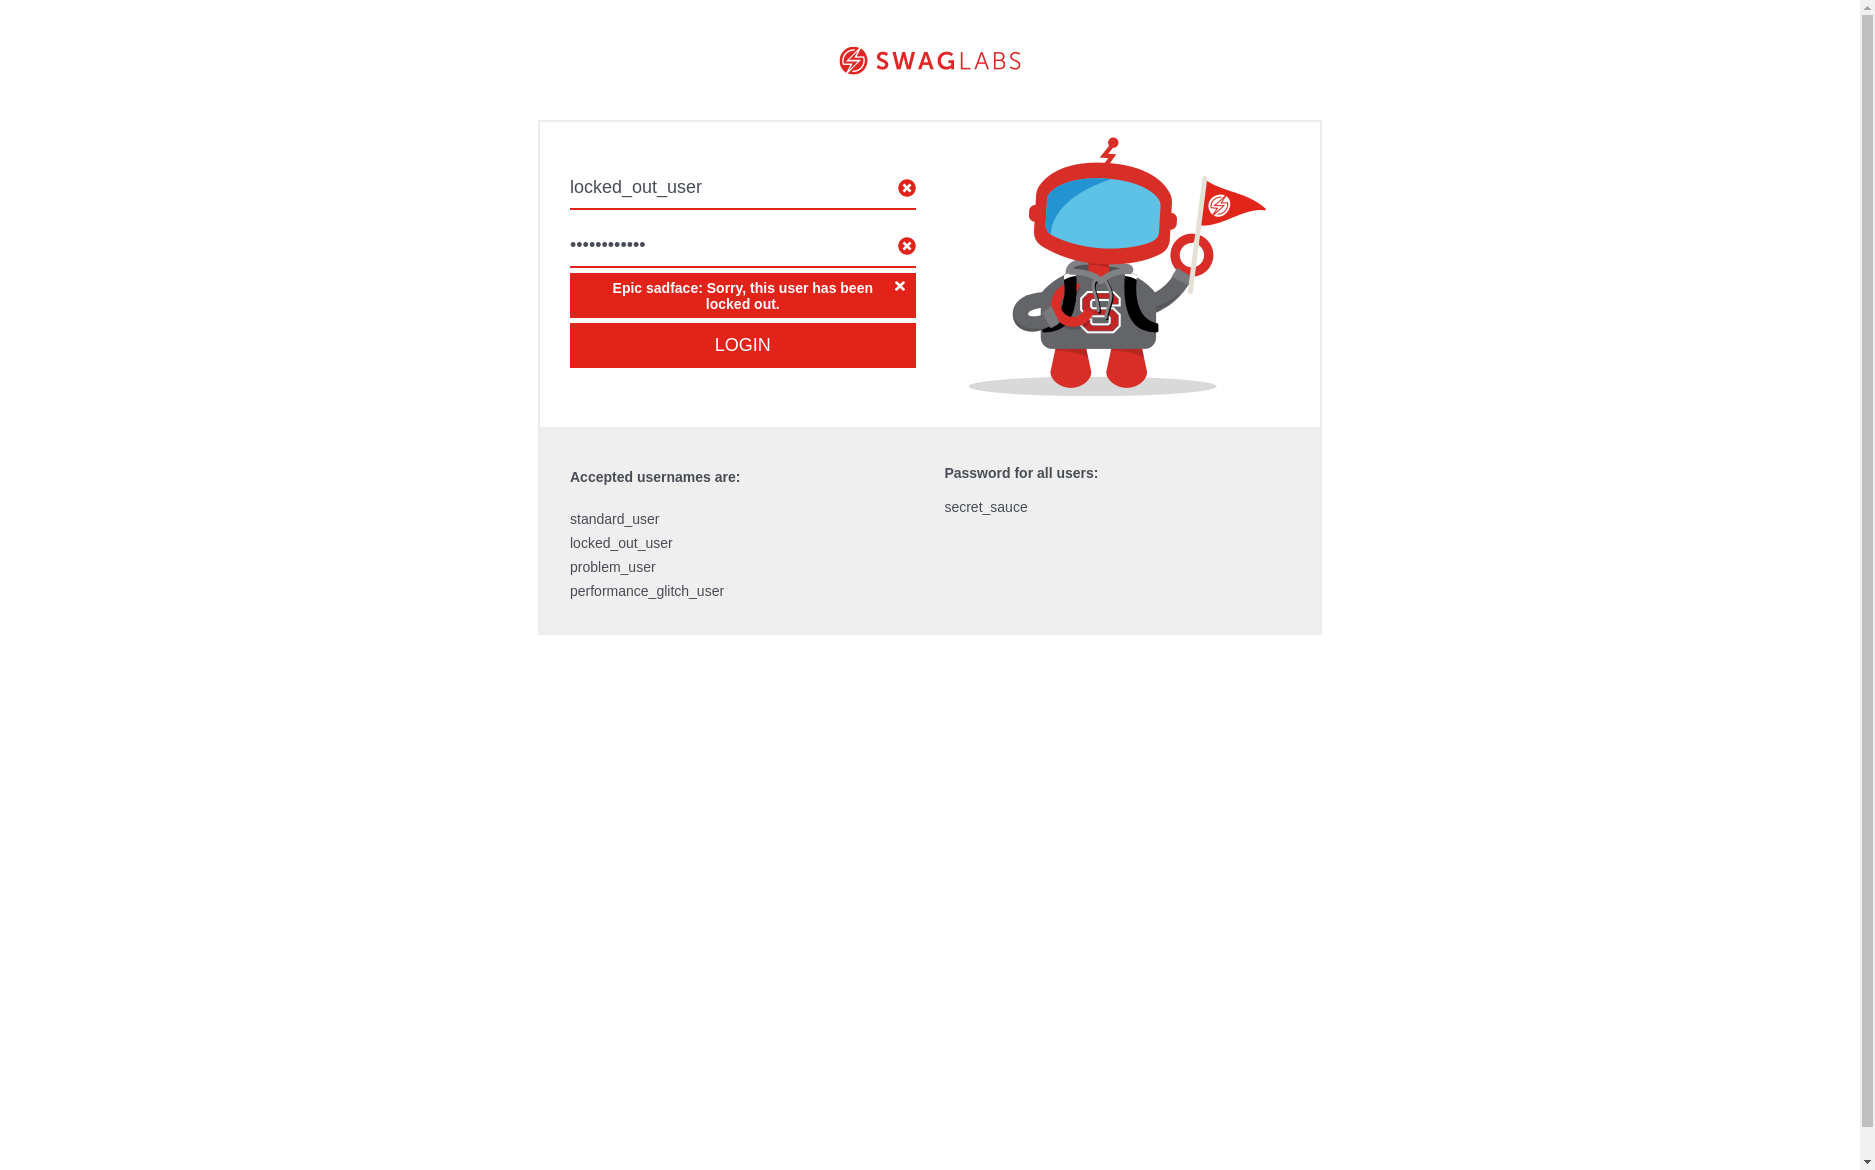 SWAGLABS
locked_out_user
••••••••••••
Epic sadface: Sorry, this user has been
locked out.
LOGIN
S
Accepted usernames are:
standard_user
locked_out_user
problem_user
performance_glitch_user
Password for all users:
secret_sauce